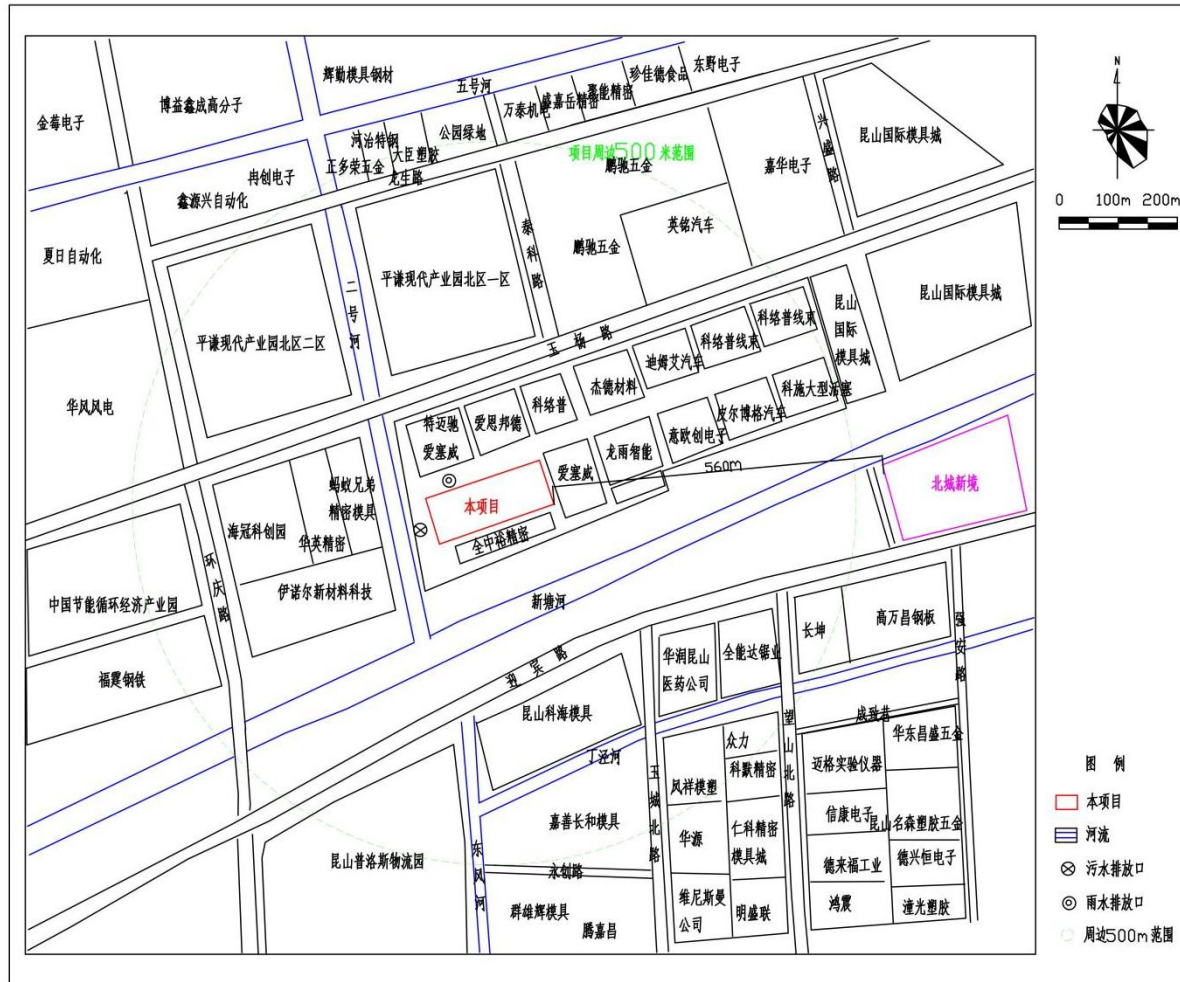 辉勤模具钢材
五号河
珍佳德食品
东野电子
金莓电子
博益鑫成高分子
万泰机电
盛嘉岳精密
聚能精密
河治特钢
大臣塑胶
公园绿地
正多荣五金
龙生路
冉创电子
鑫源兴自动化
项目周边500米范围
鹏驰五金
嘉华电子
兴盛路
昆山国际模具城
N
0 100m 200m
夏日自动化
平谦现代产业园北区一区
泰科路
鹏驰五金
英铭汽车
二号河
平谦现代产业园北区二区
玉杨路
昆山国际模具城
昆山国际模具城
华风风电
特迈驰
爱塞威
爱恩邦德
科络普
杰德材料
迪姆艾汽车
科络普线束
科络普线束
爱塞威
龙雨智能
意欧创电子
皮尔博格汽车
科施大型活塞
560m
本项目
全中裕精密
北城新境
蚂蚁兄弟
精密模具
海冠科创园
华英精密
伊诺尔新材料科技
环庆路
中国节能循环经济产业园
福霆钢铁
新塘河
迎宾路
长坤
高万昌钢板
强安路
华润昆山
医药公司
全能达锯业
昆山科海模具
丁泾河
玉城北路
望山北路
成致巷
华东昌盛五金
众力
科默精密
凤祥模塑
迈格实验仪器
信康电子
昆山名森塑胶五金
嘉善长和模具
华源
仁科精密
模具城
德来福工业
德兴恒电子
昆山普洛斯物流园
东风河
永创路
群雄辉模具
腾嘉昌
维尼斯曼
公司
明盛联
鸿震
潼光塑胶
图 例
本项目
河流
污水排放口
雨水排放口
周边500m范围